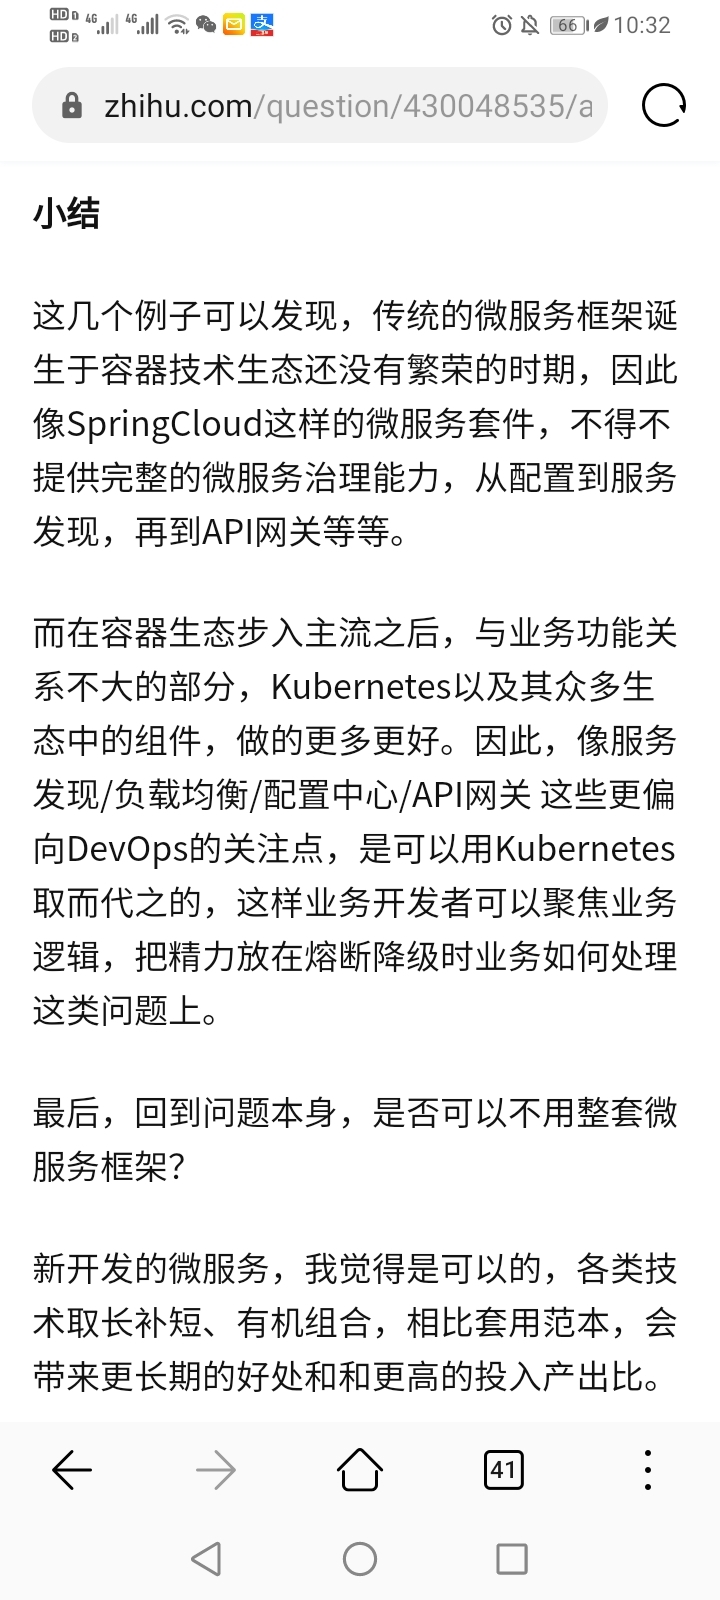 HD 1 4G 4G 66 10:32
HD 2
zhihu.com/question/430048535/a
小结
这几个例子可以发现，传统的微服务框架诞
生于容器技术生态还没有繁荣的时期，因此
像SpringCloud这样的微服务套件，不得不
提供完整的微服务治理能力，从配置到服务
发现，再到API网关等等。
而在容器生态步入主流之后，与业务功能关
系不大的部分，Kubernetes以及其众多生
态中的组件，做的更多更好。因此，像服务
发现/负载均衡/配置中心/API网关 这些更偏
向DevOps的关注点，是可以用Kubernetes
取而代之的，这样业务开发者可以聚焦业务
逻辑，把精力放在熔断降级时业务如何处理
这类问题上。
最后，回到问题本身，是否可以不用整套微
服务框架？
新开发的微服务，我觉得是可以的，各类技
术取长补短、有机组合，相比套用范本，会
带来更长期的好处和和更高的投入产出比。
41